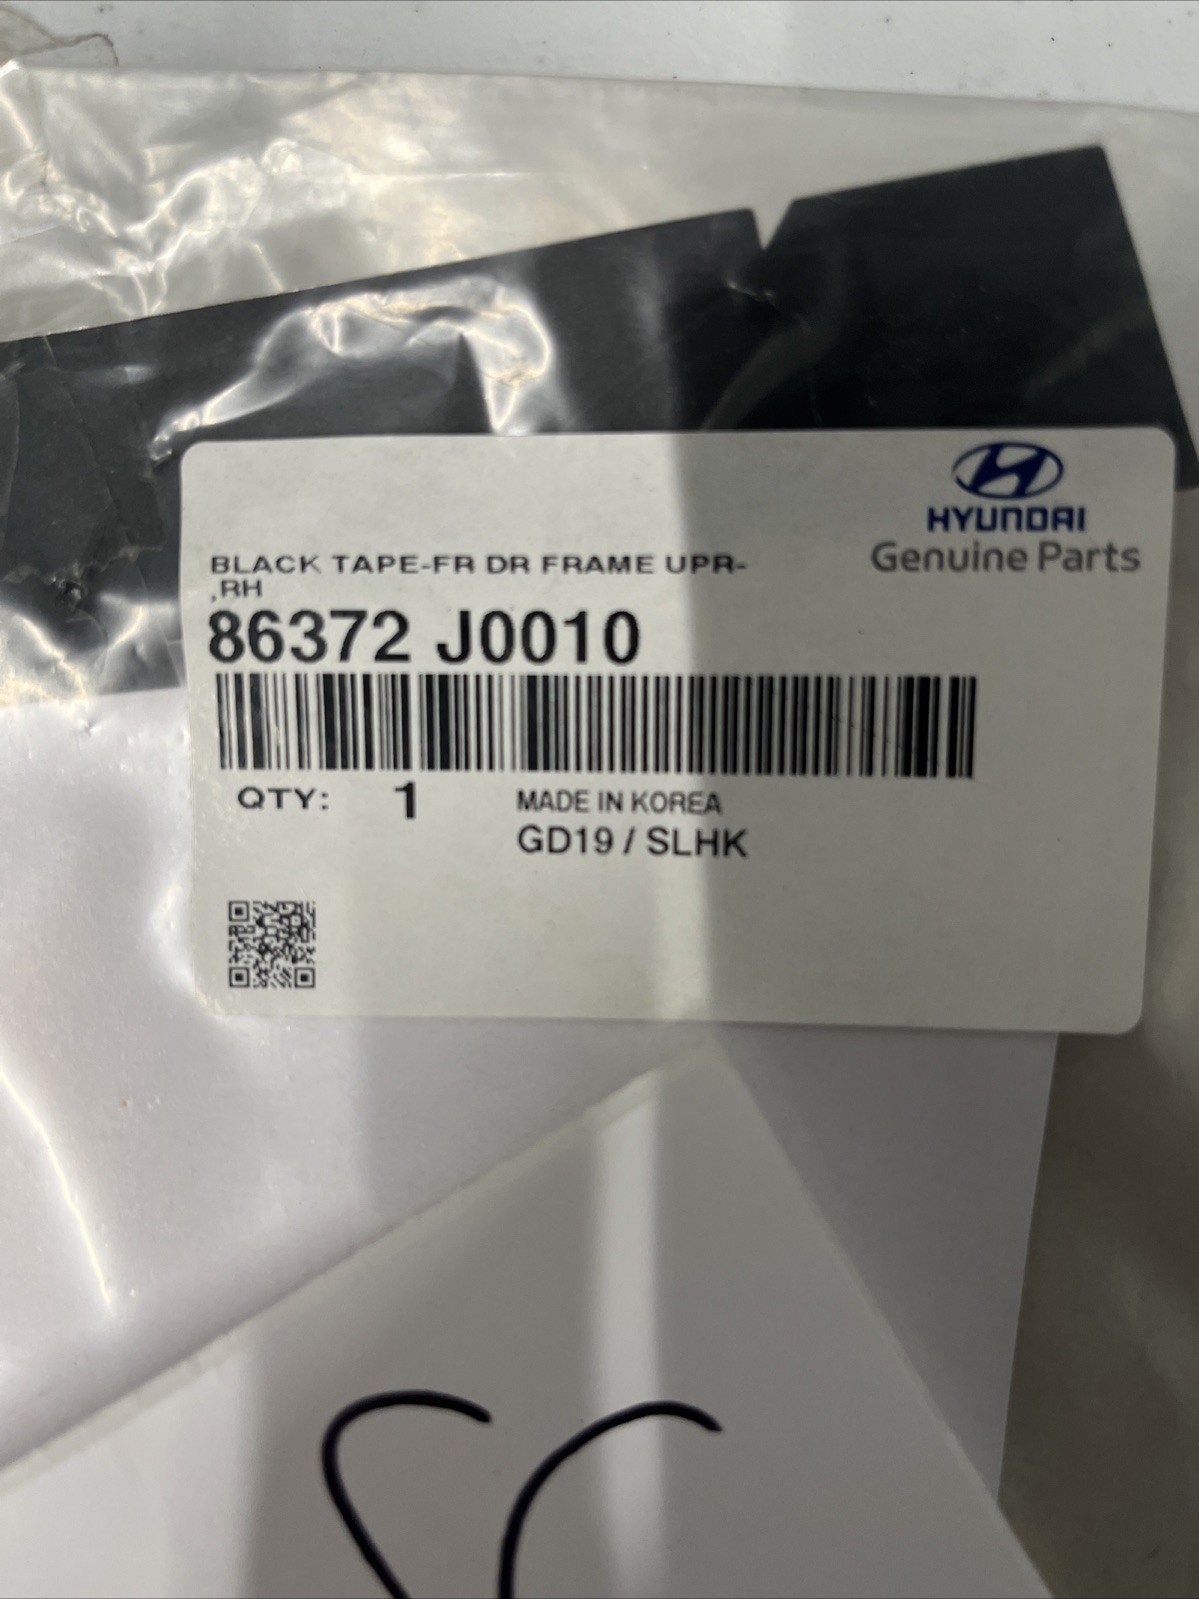 HYUNDAI
Genuine Parts
BLACK TAPE-FR DR FRAME UPR-
,RH
86372 J0010
QTY: 1
MADE IN KOREA
GD19 / SLHK